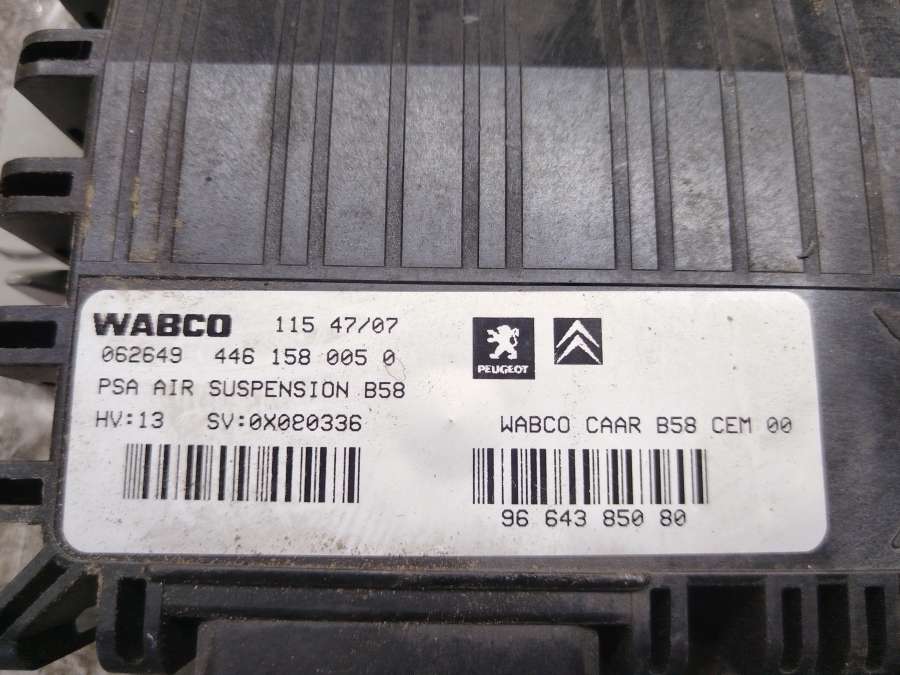 WABCO 115 47/07
062649 446 158 005 0
PSA AIR SUSPENSION B58
HV:13 SV:0X080336
PEUGEOT
WABCO CAAR B58 CEM 00
96 643 850 80